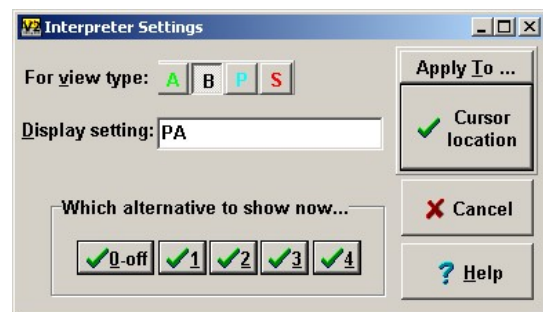 V2 Interpreter Settings
For view type: A B P S
Display setting: PA
Apply To ...
Cursor
location
Which alternative to show now...
0-off 1 2 3 4
Cancel
Help